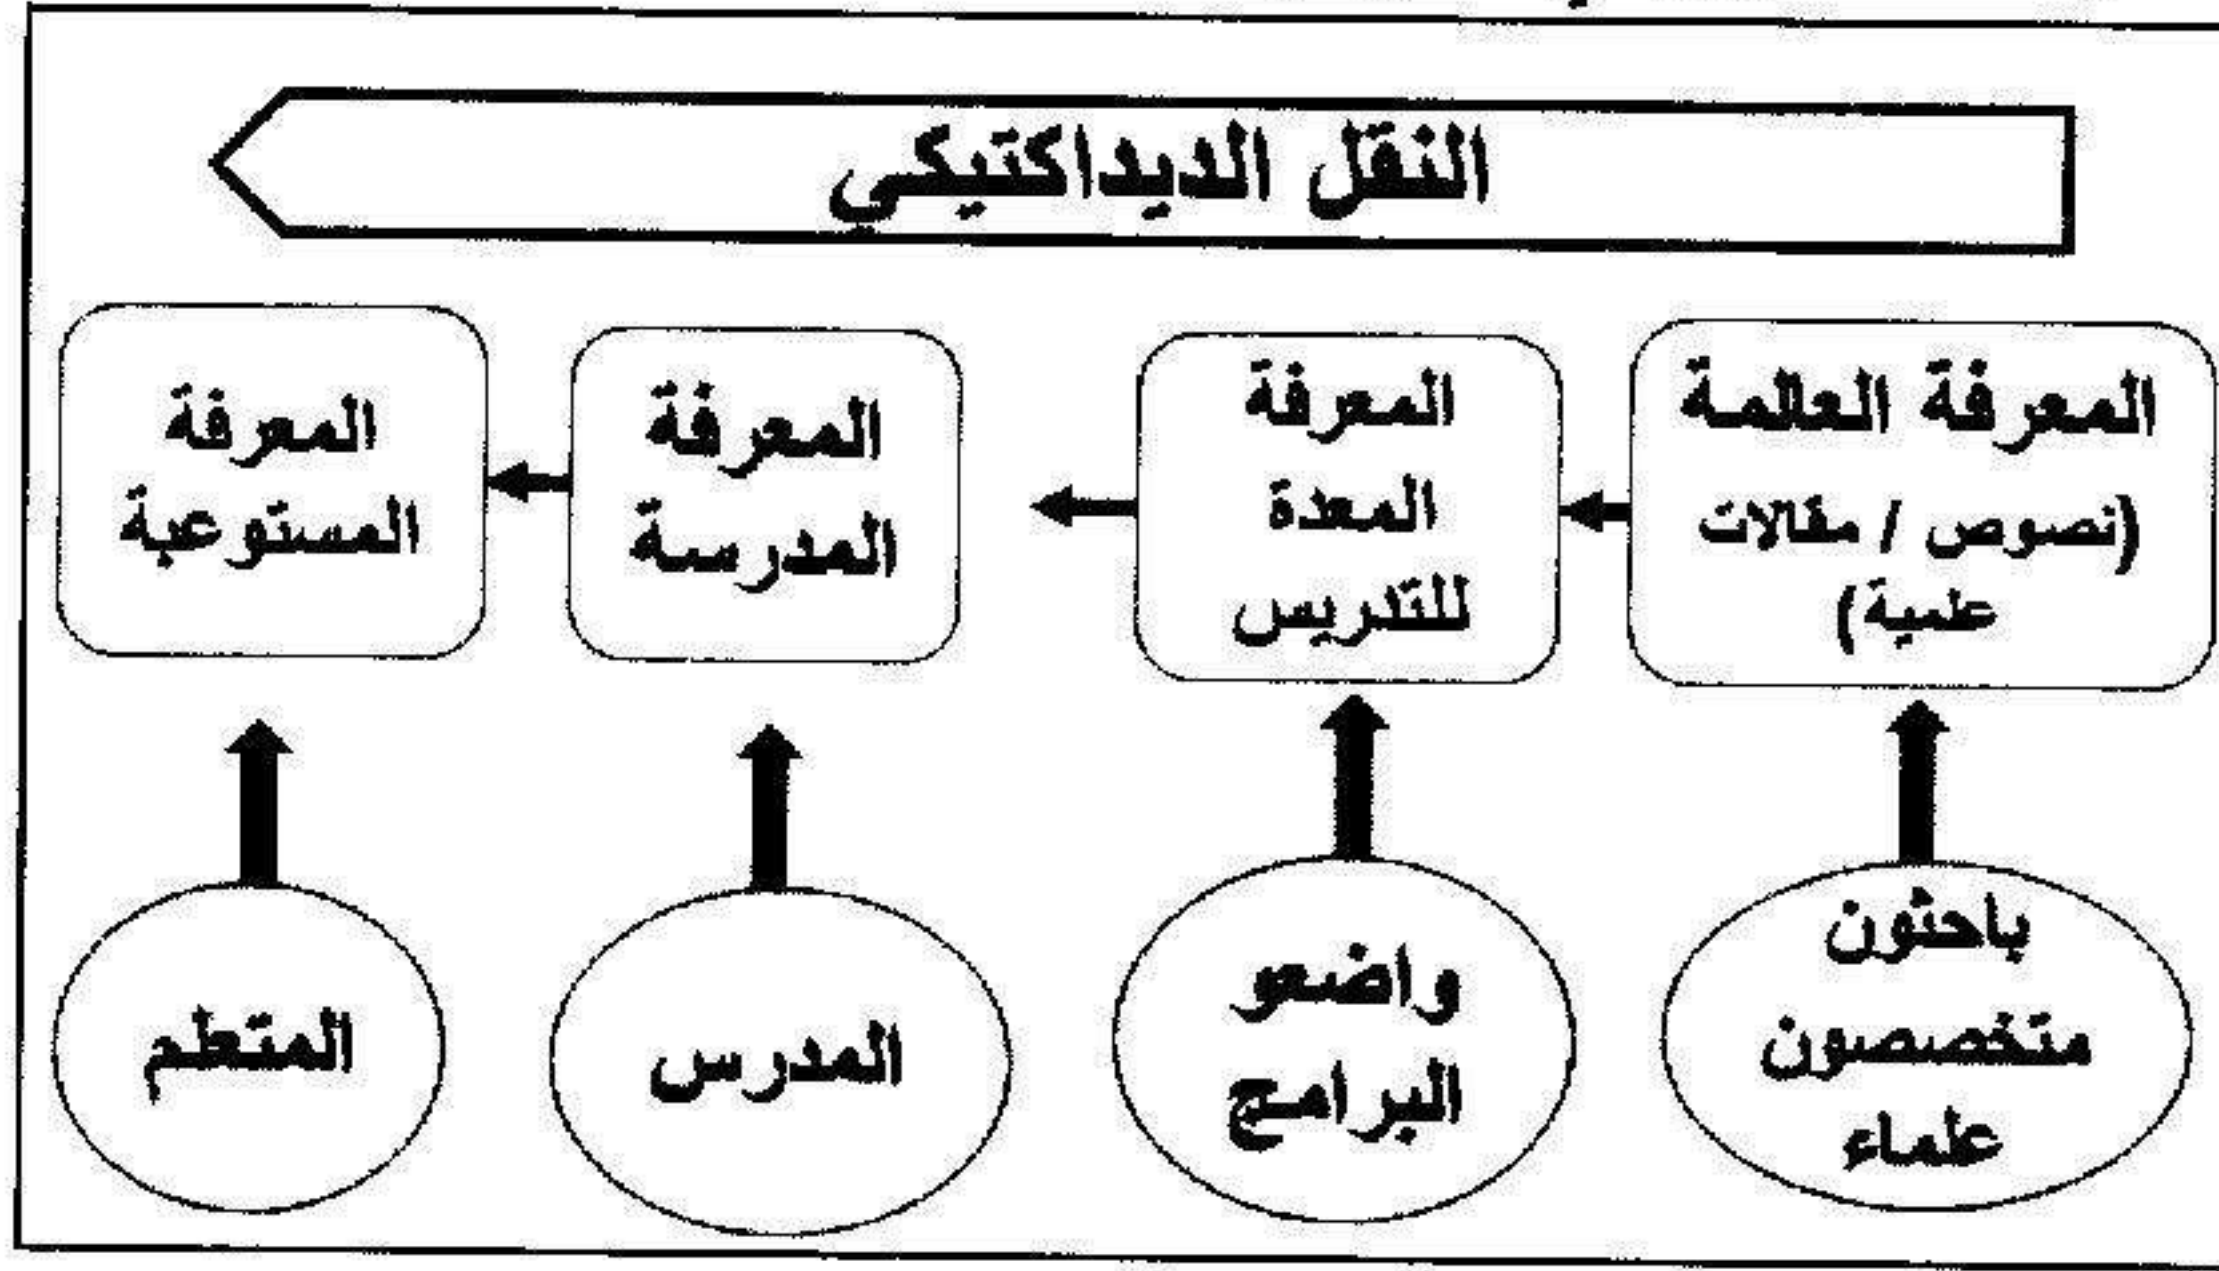 النقل الديداكتيكي
المعرفة العالمة
(نصوص / مقالات
علمية)
المعرفة
المعدة
للتدريس
المعرفة
المدرسة
المعرفة
المستوعبة
باحثون
متخصصون
علماء
واضعو
البرامج
المدرس
المتعلم